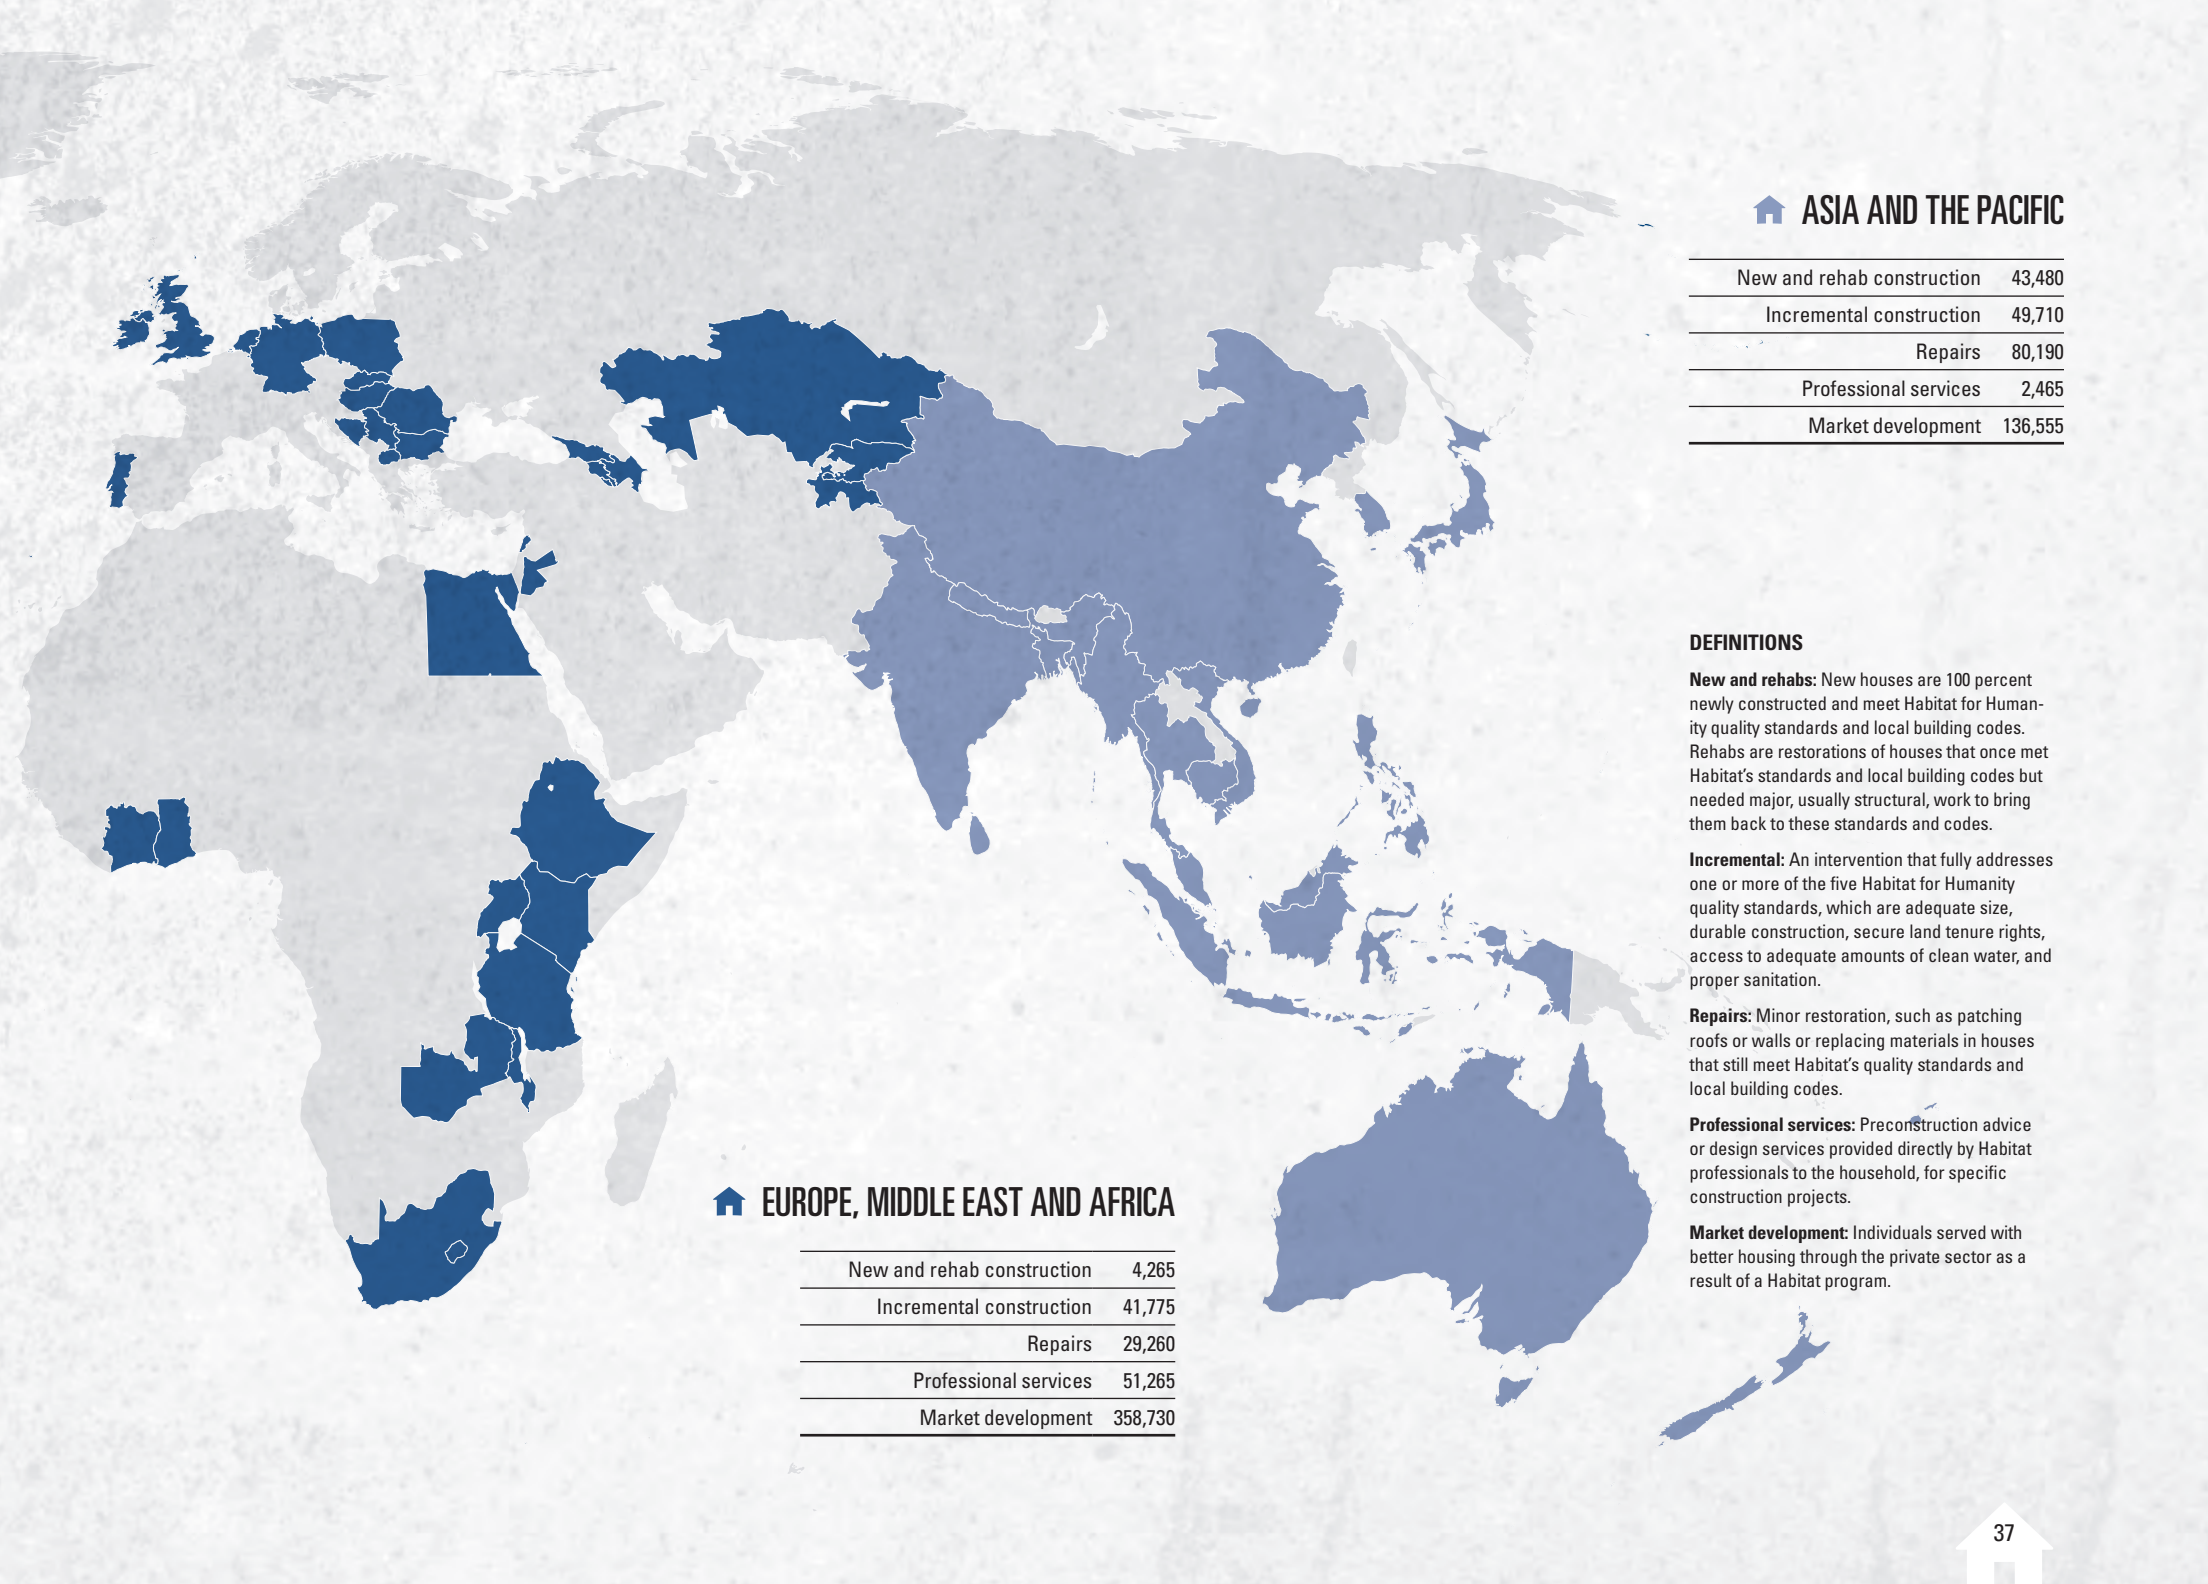 ASIA AND THE PACIFIC
New and rehab construction 43,480
Incremental construction 49,710
Repairs 80,190
Professional services 2,465
Market development 136,555
DEFINITIONS
New and rehabs: New houses are 100 percent
newly constructed and meet Habitat for Human-
ity quality standards and local building codes.
Rehabs are restorations of houses that once met
Habitat's standards and local building codes but
needed major, usually structural, work to bring
them back to these standards and codes.
Incremental: An intervention that fully addresses
one or more of the five Habitat for Humanity
quality standards, which are adequate size,
durable construction, secure land tenure rights,
access to adequate amounts of clean water, and
proper sanitation.
Repairs: Minor restoration, such as patching
roofs or walls or replacing materials in houses
that still meet Habitat's quality standards and
local building codes.
Professional services: Preconstruction advice
or design services provided directly by Habitat
professionals to the household, for specific
construction projects.
Market development: Individuals served with
better housing through the private sector as a
result of a Habitat program.
EUROPE, MIDDLE EAST AND AFRICA
New and rehab construction 4,265
Incremental construction 41,775
Repairs 29,260
Professional services 51,265
Market development 358,730
37